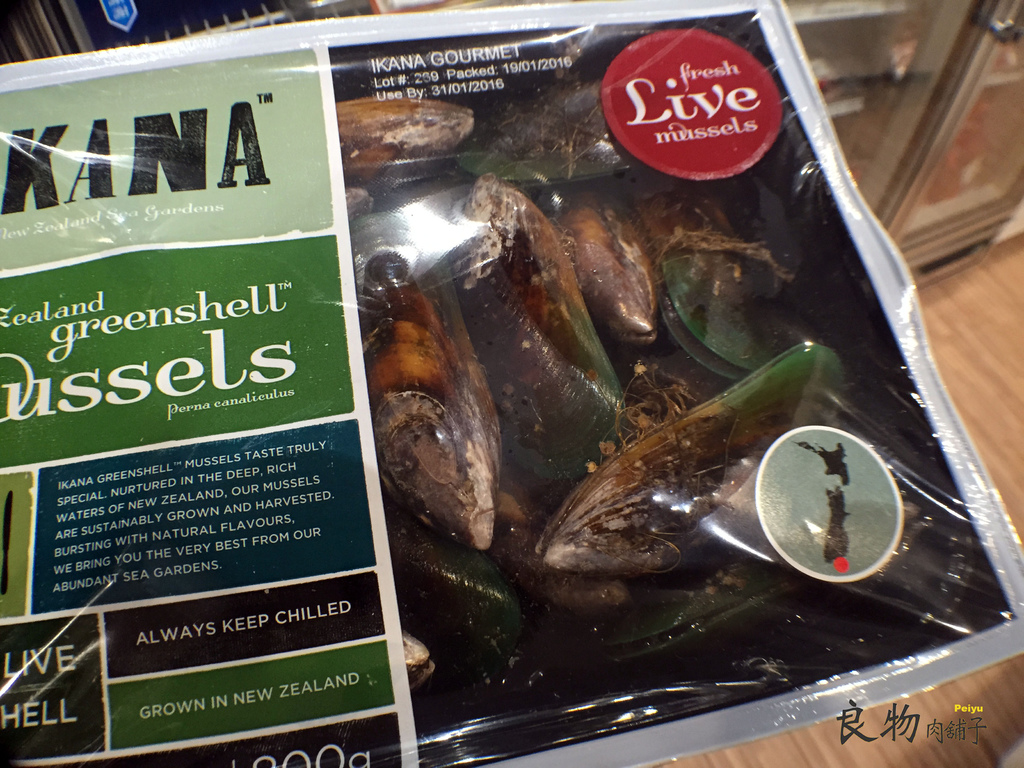 IKANA GOURMET
Lot #: 269 Packed: 19/01/2016
Use By: 31/01/2016
fresh
Live
mussels
KANA™
New Zealand Sea Gardens
Zealand
greenshell™
mussels
perna canaliculus
IKANA GREENSHELL™ MUSSELS TASTE TRULY
SPECIAL. NURTURED IN THE DEEP, RICH
WATERS OF NEW ZEALAND, OUR MUSSELS
ARE SUSTAINABLY GROWN AND HARVESTED.
BURSTING WITH NATURAL FLAVOURS,
WE BRING YOU THE VERY BEST FROM OUR
ABUNDANT SEA GARDENS.
ALWAYS KEEP CHILLED
LIVE
HELL
GROWN IN NEW ZEALAND
Peiyu
良物肉舖子